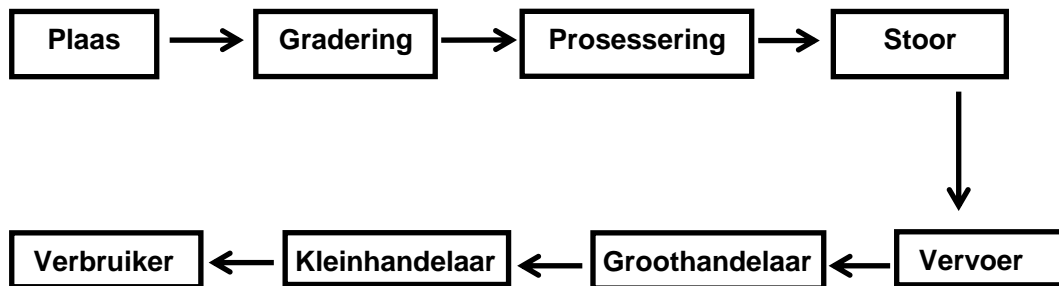 Plaas
Gradering
Prosessering
Stoor
Vervoer
Groothandelaar
Kleinhandelaar
Verbruiker